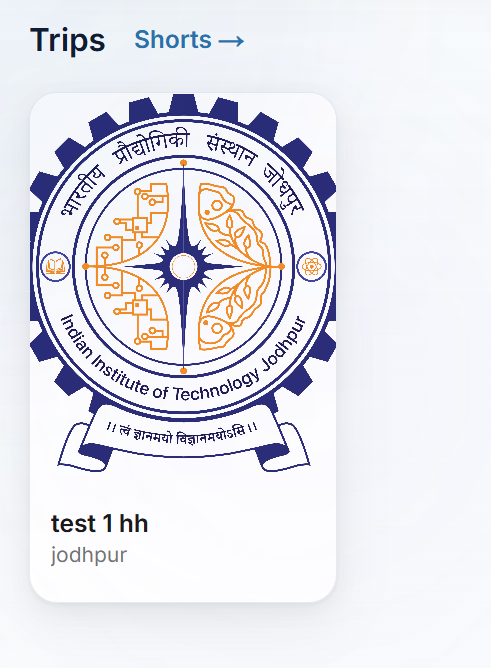 Trips
Shorts →
भारतीय प्रौद्योगिकी संस्थान जोधपुर
Indian Institute of Technology Jodhpur
।। त्वं ज्ञानमयो विज्ञानमयोऽसि ।।
test 1 hh
jodhpur